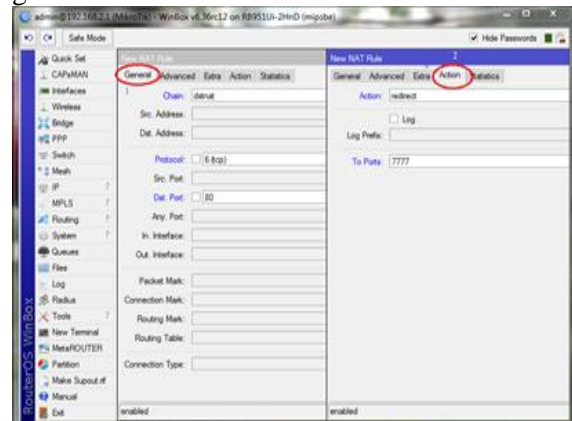 g
admin@192.168.2.1 (MikroTik) - WinBox v6.36rc12 on RB951Ui-2HnD (mipsbe)
Safe Mode
Hide Passwords
Quick Set
CAPsMAN
Interfaces
Wireless
Bridge
PPP
Switch
Mesh
IP
MPLS
Routing
System
Queues
Files
Log
Radius
Tools
New Terminal
MetaROUTER
Partition
Make Supout.rif
Manual
Exit
RouterOS WinBox
New NAT Rule
General Advanced Extra Action Statistics
1
Chain: dstnat
Src. Address:
Dst. Address:
Protocol: 6 (tcp)
Src. Port:
Dst. Port: 80
Any. Port:
In. Interface:
Out. Interface:
Packet Mark:
Connection Mark:
Routing Mark:
Routing Table:
Connection Type:
enabled
New NAT Rule 2
General Advanced Extra Action Statistics
Action: redirect
Log
Log Prefix:
To Ports: 7777
enabled